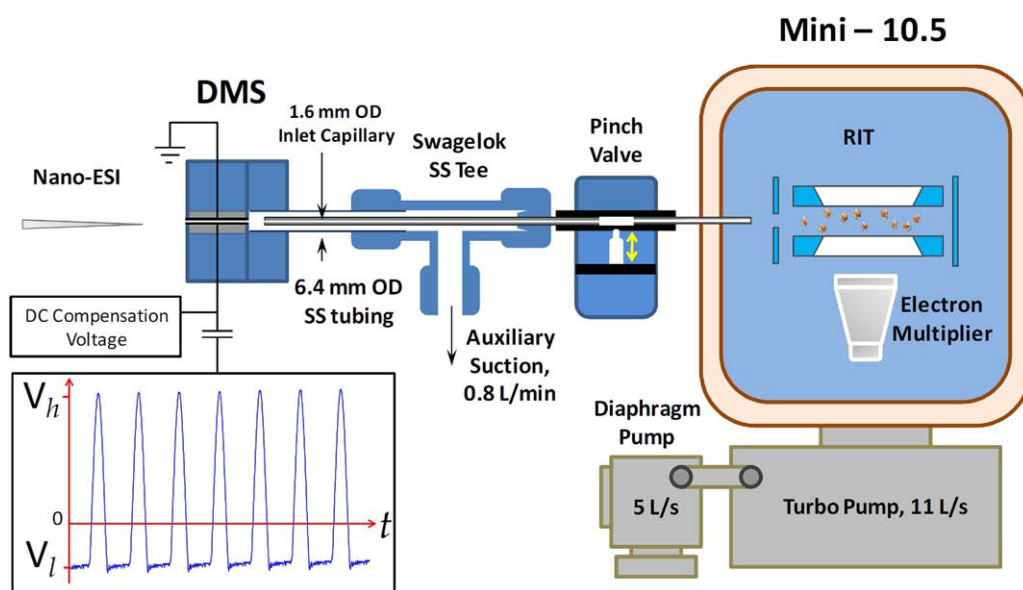 Mini – 10.5
DMS
1.6 mm OD
Inlet Capillary
Swagelok
SS Tee
Pinch
Valve
RIT
Nano-ESI
6.4 mm OD
SS tubing
DC Compensation
Voltage
Auxiliary
Suction,
0.8 L/min
Electron
Multiplier
Diaphragm
Pump
5 L/s
Turbo Pump, 11 L/s
Vh
0
t
Vl